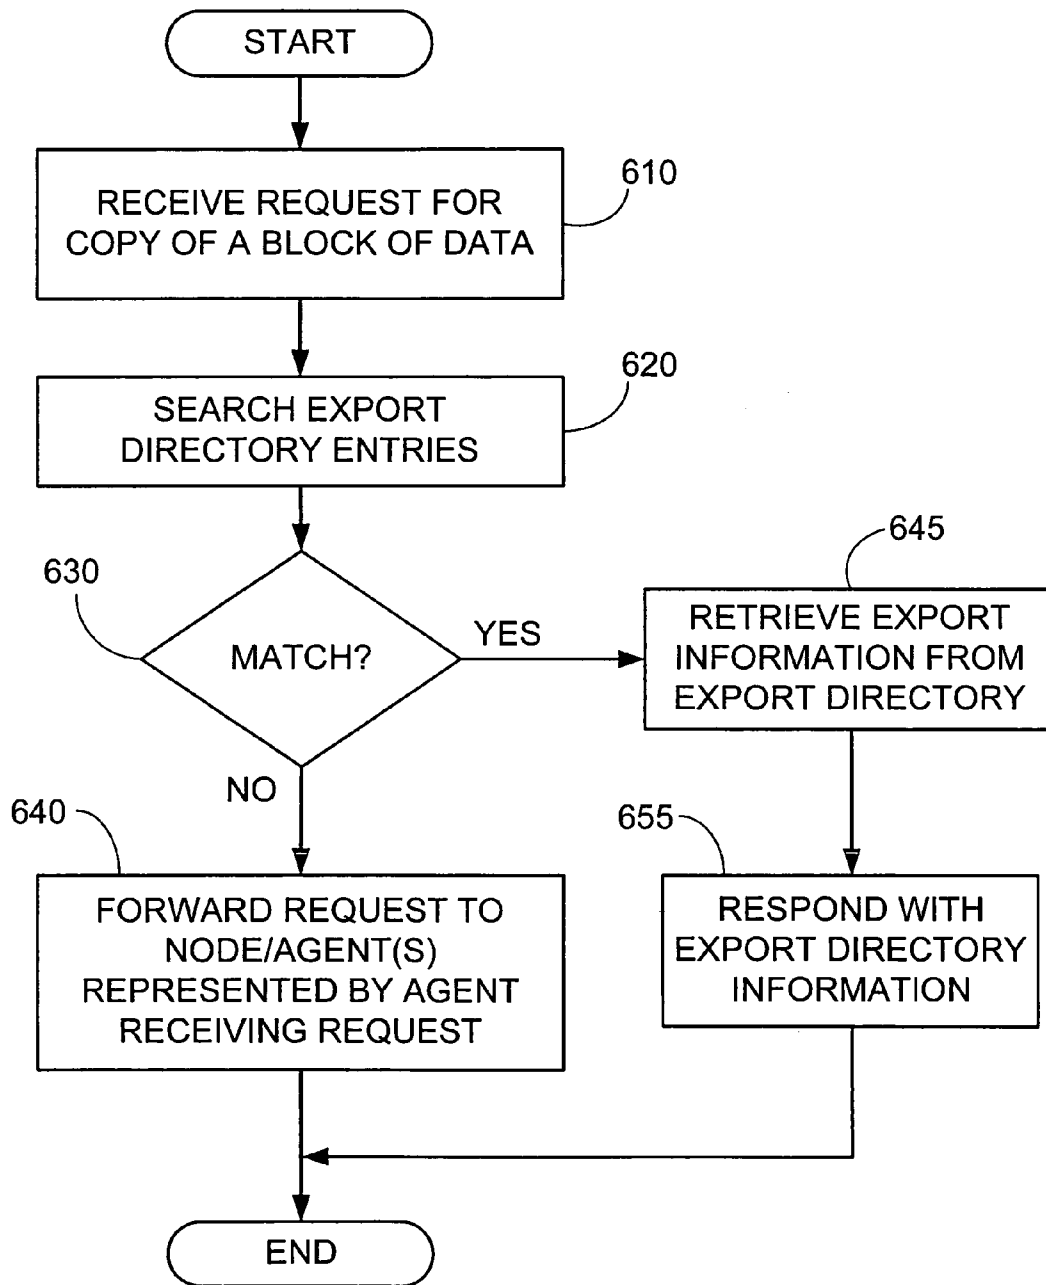 START
610
RECEIVE REQUEST FOR
COPY OF A BLOCK OF DATA
620
SEARCH EXPORT
DIRECTORY ENTRIES
630
MATCH?
YES
645
RETRIEVE EXPORT
INFORMATION FROM
EXPORT DIRECTORY
NO
640
FORWARD REQUEST TO
NODE/AGENT(S)
REPRESENTED BY AGENT
RECEIVING REQUEST
655
RESPOND WITH
EXPORT DIRECTORY
INFORMATION
END